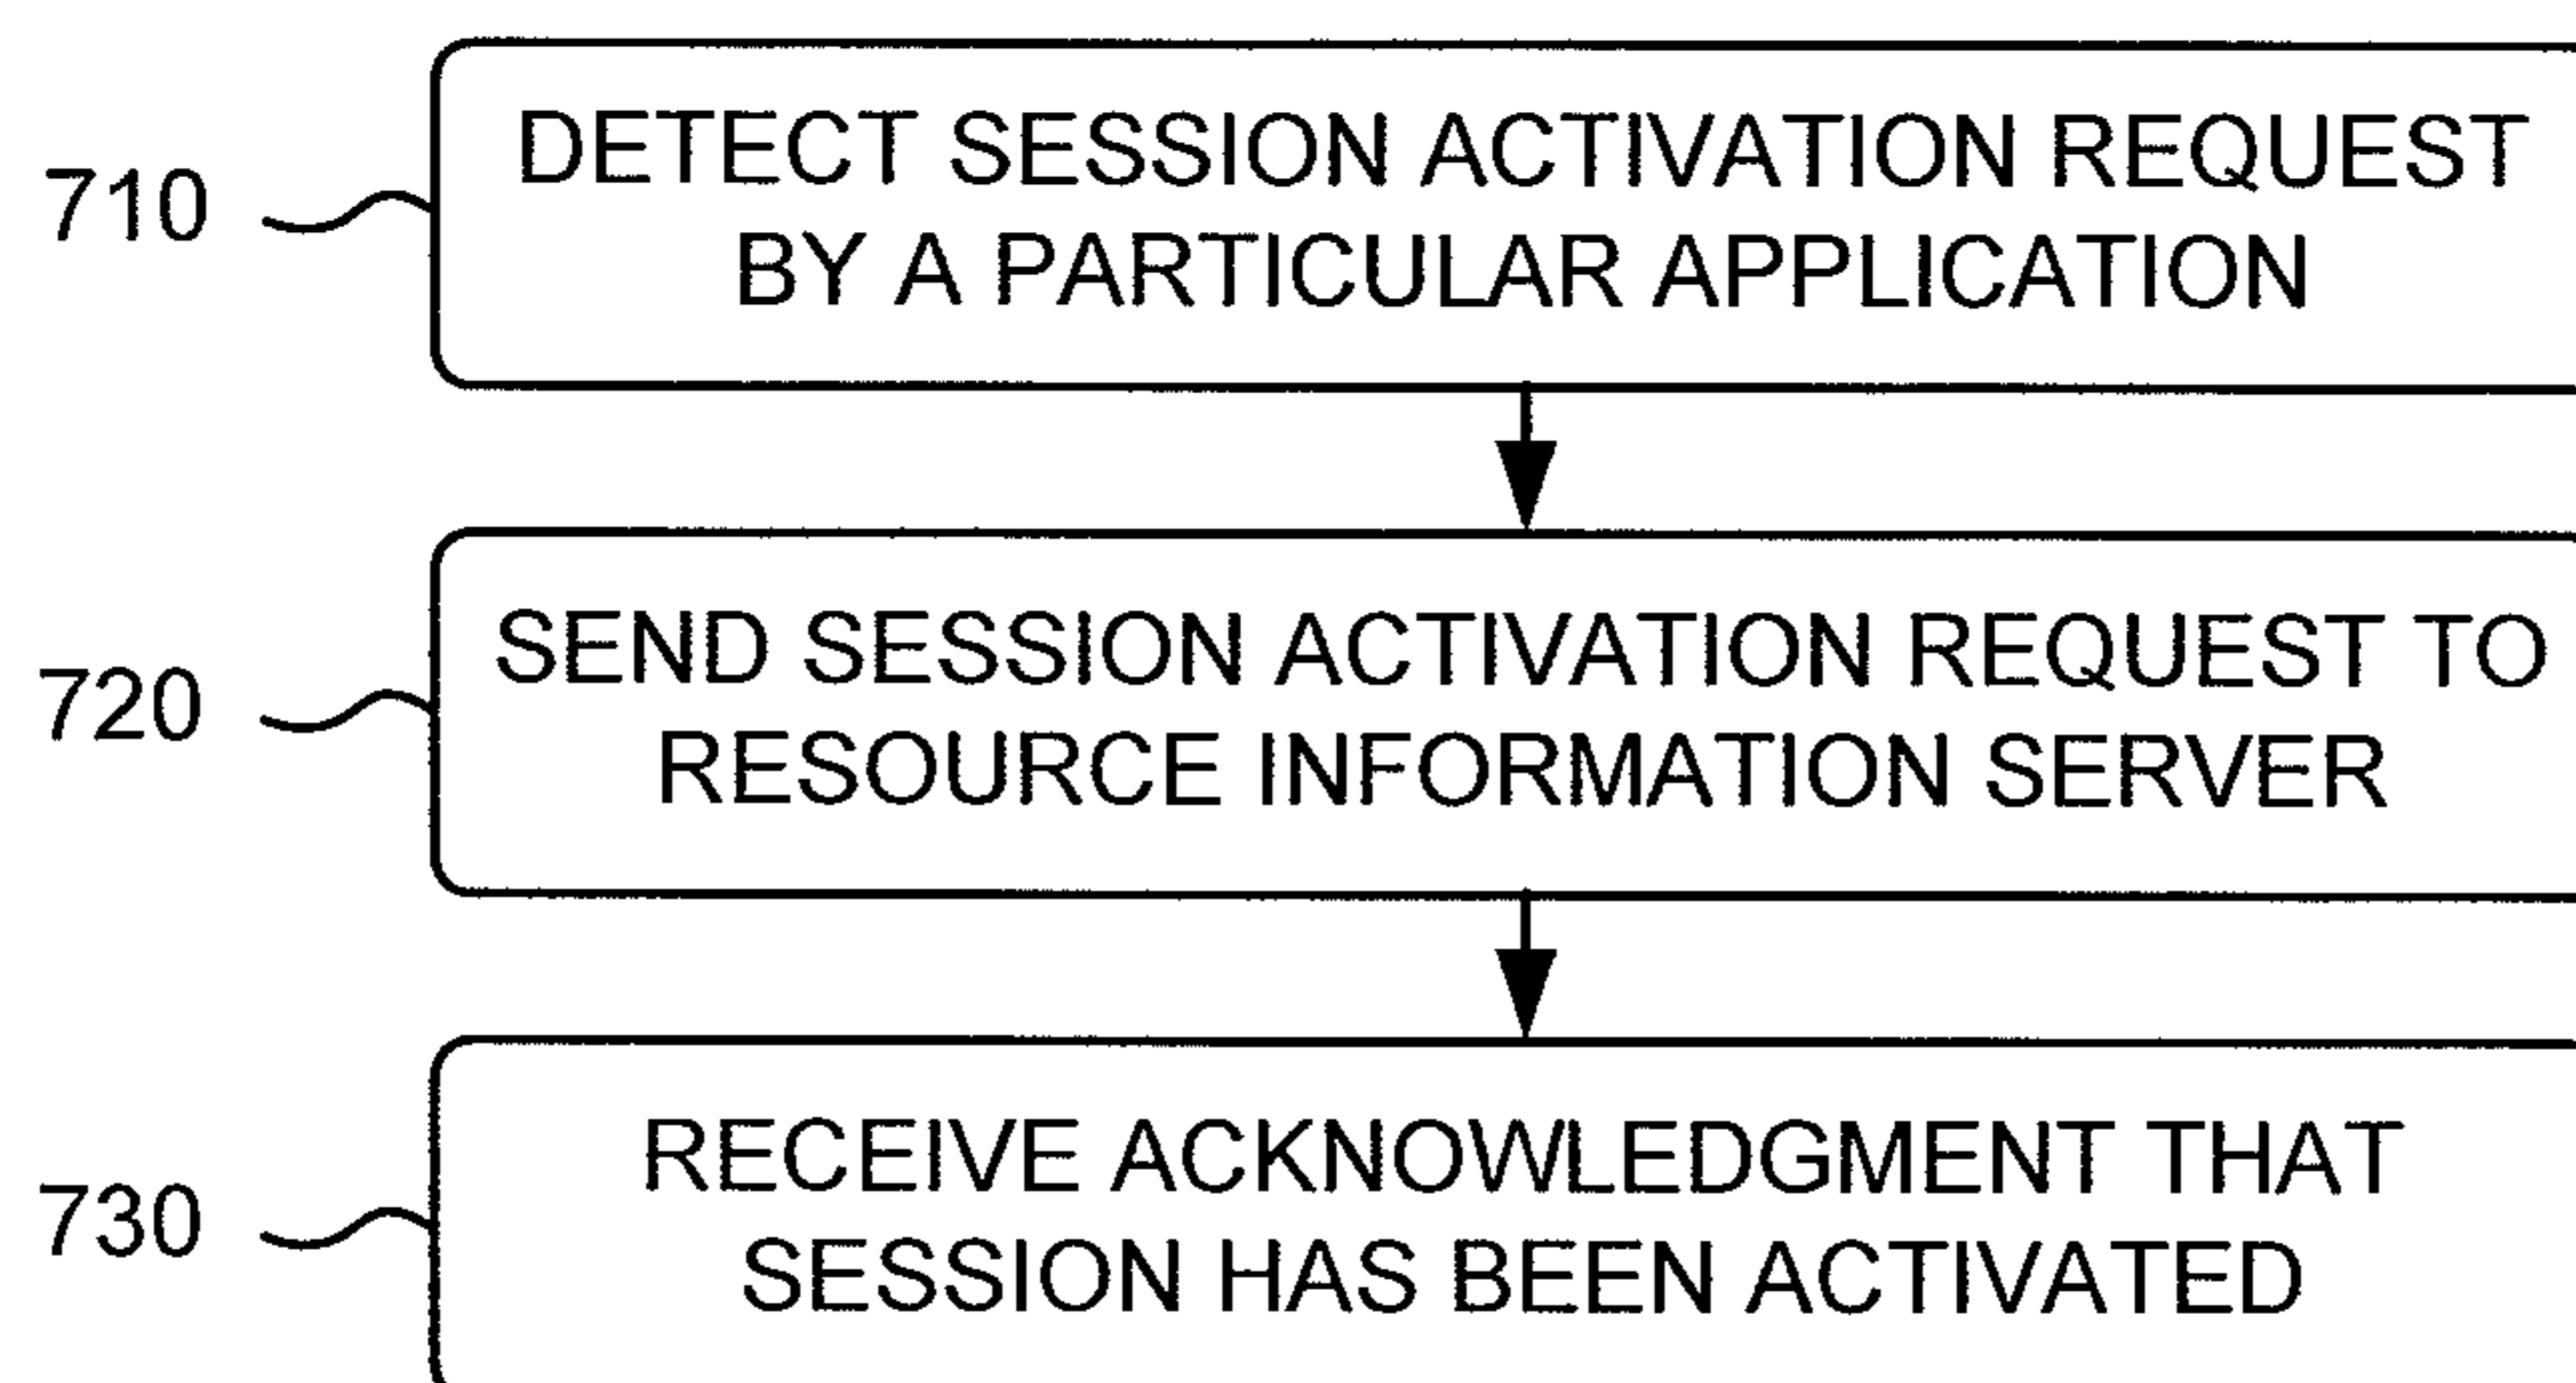 710
DETECT SESSION ACTIVATION REQUEST
BY A PARTICULAR APPLICATION
720
SEND SESSION ACTIVATION REQUEST TO
RESOURCE INFORMATION SERVER
730
RECEIVE ACKNOWLEDGMENT THAT
SESSION HAS BEEN ACTIVATED